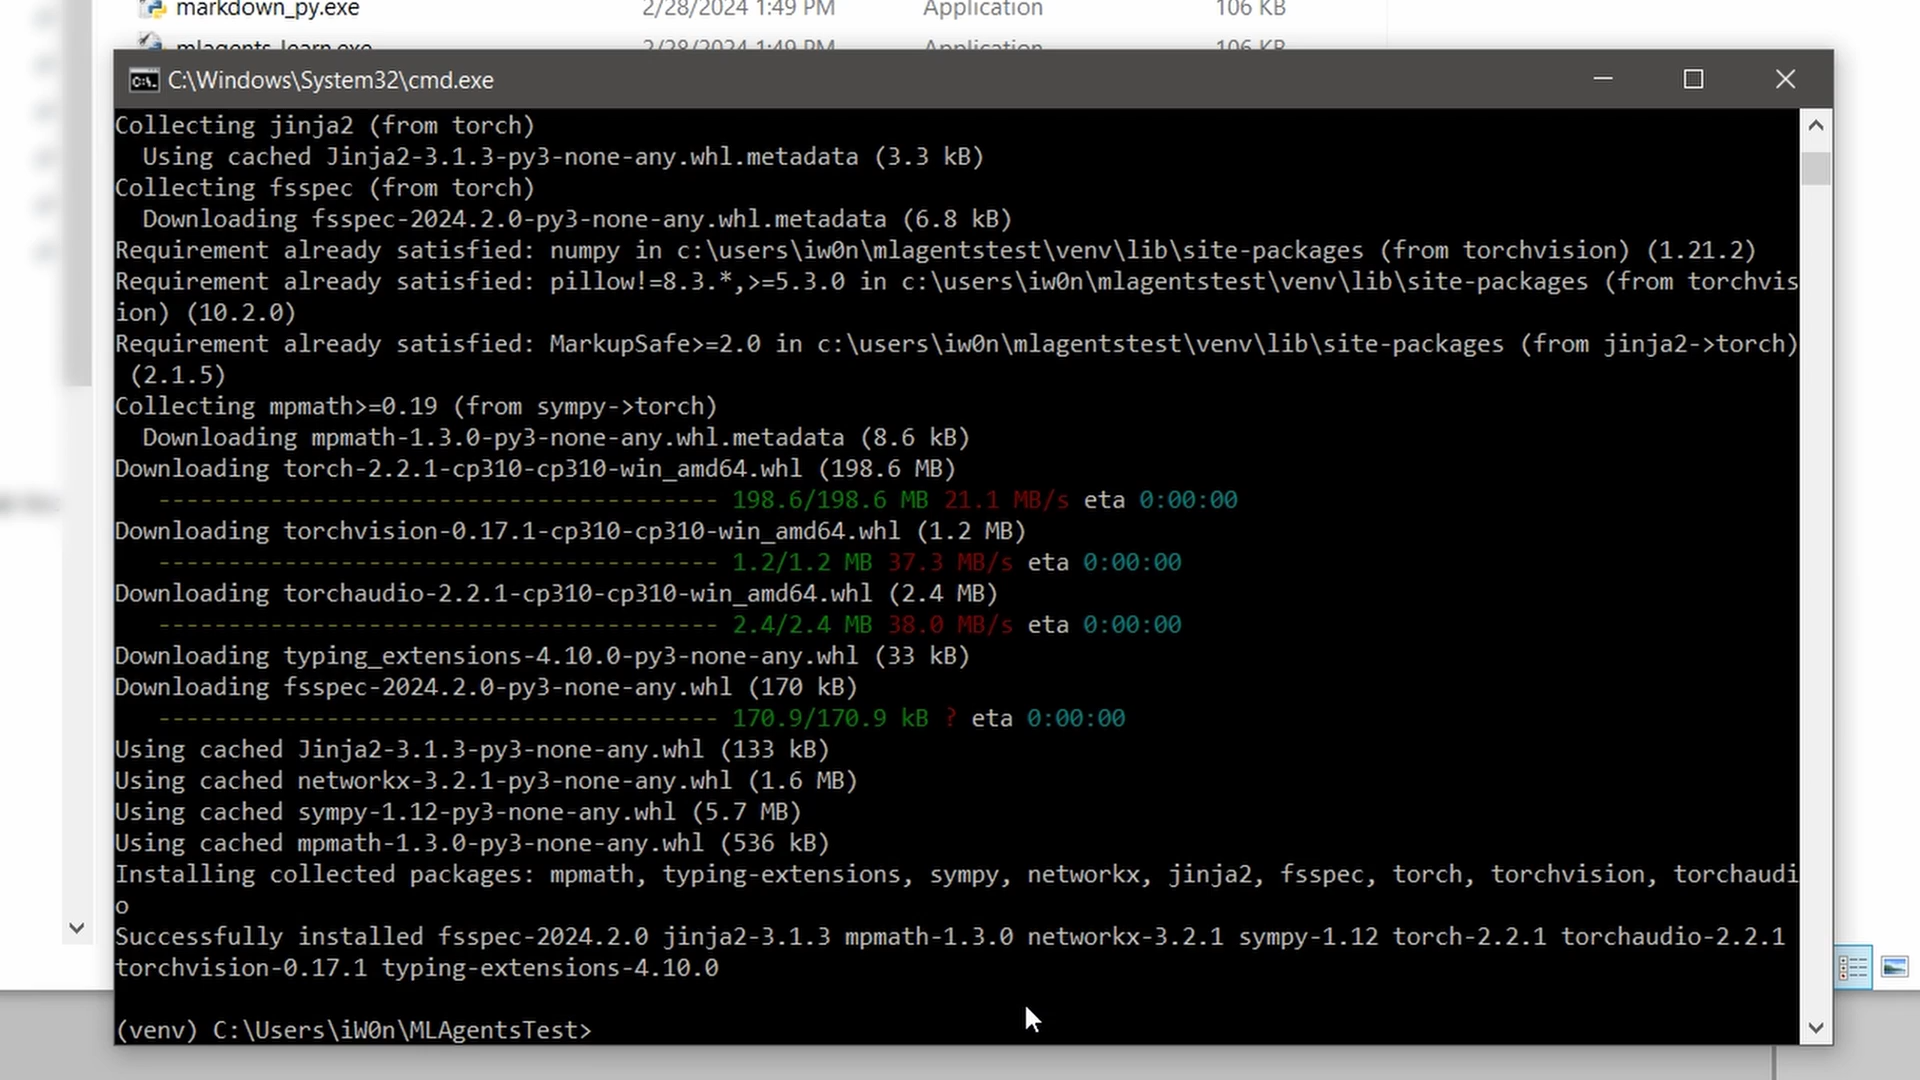 markdown_py.exe 2/28/2024 1:49 PM Application 106 KB
mlagents-learn.exe 2/28/2024 1:49 PM Application 106 KB
C:\Windows\System32\cmd.exe
Collecting jinja2 (from torch)
  Using cached Jinja2-3.1.3-py3-none-any.whl.metadata (3.3 kB)
Collecting fsspec (from torch)
  Downloading fsspec-2024.2.0-py3-none-any.whl.metadata (6.8 kB)
Requirement already satisfied: numpy in c:\users\iw0n\mlagentstest\venv\lib\site-packages (from torchvision) (1.21.2)
Requirement already satisfied: pillow!=8.3.*,>=5.3.0 in c:\users\iw0n\mlagentstest\venv\lib\site-packages (from torchvis
ion) (10.2.0)
Requirement already satisfied: MarkupSafe>=2.0 in c:\users\iw0n\mlagentstest\venv\lib\site-packages (from jinja2->torch)
 (2.1.5)
Collecting mpmath>=0.19 (from sympy->torch)
  Downloading mpmath-1.3.0-py3-none-any.whl.metadata (8.6 kB)
Downloading torch-2.2.1-cp310-cp310-win_amd64.whl (198.6 MB)
   ---------------------------------------- 198.6/198.6 MB 21.1 MB/s eta 0:00:00
Downloading torchvision-0.17.1-cp310-cp310-win_amd64.whl (1.2 MB)
   ---------------------------------------- 1.2/1.2 MB 37.3 MB/s eta 0:00:00
Downloading torchaudio-2.2.1-cp310-cp310-win_amd64.whl (2.4 MB)
   ---------------------------------------- 2.4/2.4 MB 38.0 MB/s eta 0:00:00
Downloading typing_extensions-4.10.0-py3-none-any.whl (33 kB)
Downloading fsspec-2024.2.0-py3-none-any.whl (170 kB)
   ---------------------------------------- 170.9/170.9 kB ? eta 0:00:00
Using cached Jinja2-3.1.3-py3-none-any.whl (133 kB)
Using cached networkx-3.2.1-py3-none-any.whl (1.6 MB)
Using cached sympy-1.12-py3-none-any.whl (5.7 MB)
Using cached mpmath-1.3.0-py3-none-any.whl (536 kB)
Installing collected packages: mpmath, typing-extensions, sympy, networkx, jinja2, fsspec, torch, torchvision, torchaudi
o
Successfully installed fsspec-2024.2.0 jinja2-3.1.3 mpmath-1.3.0 networkx-3.2.1 sympy-1.12 torch-2.2.1 torchaudio-2.2.1
torchvision-0.17.1 typing-extensions-4.10.0
(venv) C:\Users\iW0n\MLAgentsTest>